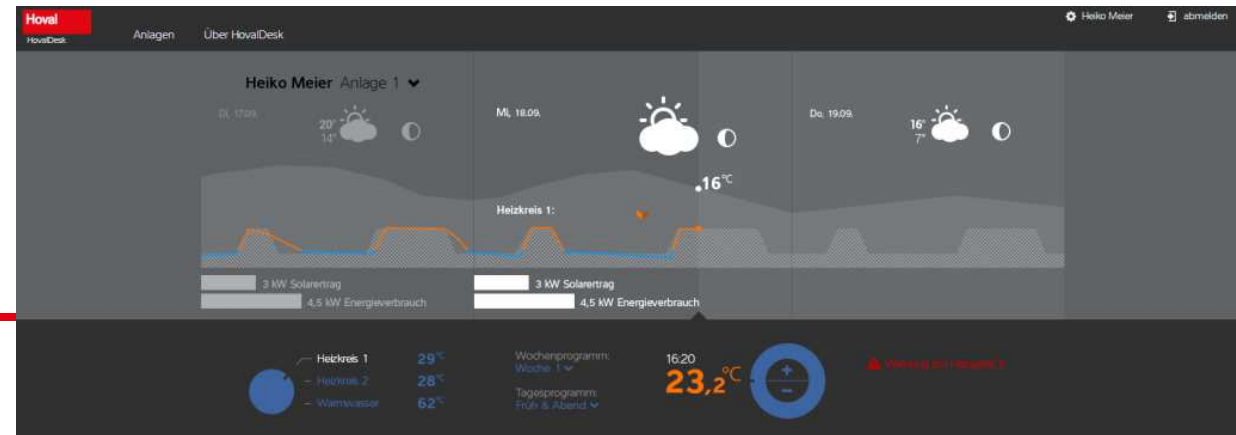 Hoval
HovalDesk
Anlagen
Über HovalDesk
Heiko Meier
abmelden
Heiko Meier Anlage 1
Di, 17.09.
20°
14°
Mi, 18.09.
Do, 19.09.
16°
7°
16°C
Heizkreis 1:
3 kW Solarertrag
4,5 kW Energieverbrauch
3 kW Solarertrag
4,5 kW Energieverbrauch
Heizkreis 1 29°C
Heizkreis 2 28°C
Warmwasser 62°C
Wochenprogramm:
Woche 1
Tagesprogramm:
Früh & Abend
16:20
23,2°C